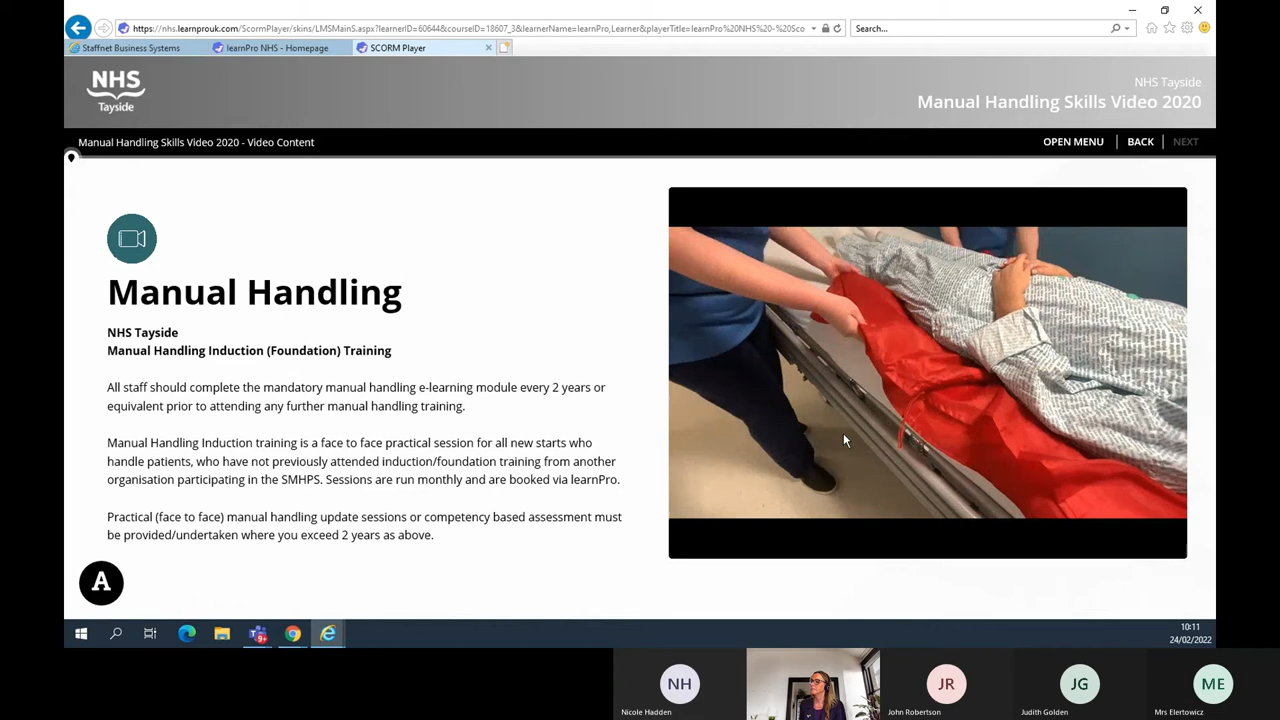 https://nhs.learnprouk.com/ScormPlayer/skins/LMSMainS.aspx?learnerID=60644&courseID=18607_3&learnerName=learnPro,Learner&playerTitle=learnPro%20NHS%20-%20Sco
Search...
Staffnet Business Systems
learnPro NHS - Homepage
SCORM Player
NHS
Tayside
NHS Tayside
Manual Handling Skills Video 2020
Manual Handling Skills Video 2020 - Video Content
OPEN MENU
BACK
NEXT
Manual Handling
NHS Tayside
Manual Handling Induction (Foundation) Training
All staff should complete the mandatory manual handling e-learning module every 2 years or
equivalent prior to attending any further manual handling training.
Manual Handling Induction training is a face to face practical session for all new starts who
handle patients, who have not previously attended induction/foundation training from another
organisation participating in the SMHPS. Sessions are run monthly and are booked via learnPro.
Practical (face to face) manual handling update sessions or competency based assessment must
be provided/undertaken where you exceed 2 years as above.
A
9+
10:11
24/02/2022
NH
Nicole Hadden
JR
John Robertson
JG
Judith Golden
ME
Mrs Elertowicz